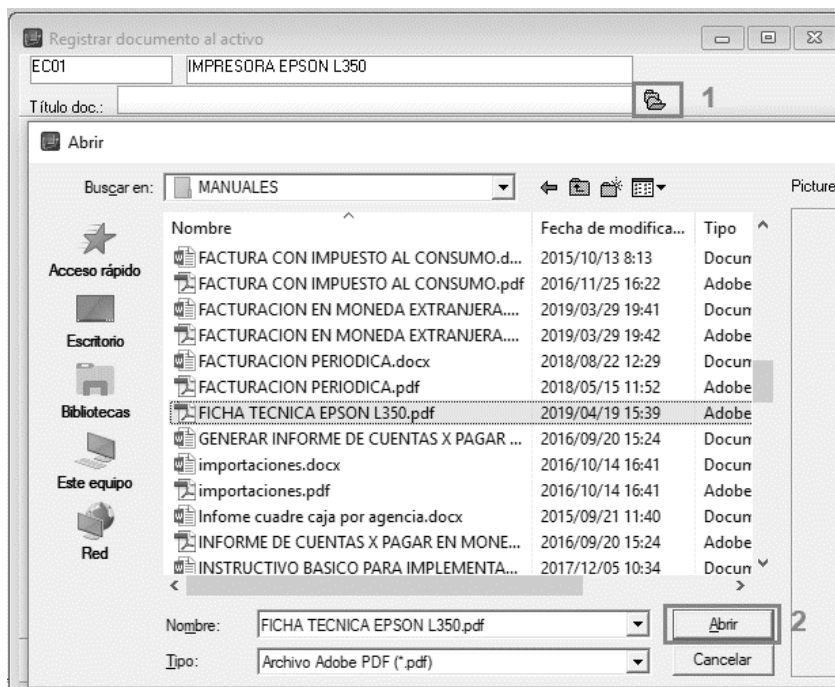 Registrar documento al activo
EC01 IMPRESORA EPSON L350
Título doc.: 1
Abrir
Buscar en: MANUALES Picture
Nombre Fecha de modifica... Tipo
FACTURA CON IMPUESTO AL CONSUMO.d... 2015/10/13 8:13 Docum
FACTURA CON IMPUESTO AL CONSUMO.pdf 2016/11/25 16:22 Adobe
FACTURACION EN MONEDA EXTRANJERA.... 2019/03/29 19:41 Docum
FACTURACION EN MONEDA EXTRANJERA.... 2019/03/29 19:42 Adobe
FACTURACION PERIODICA.docx 2018/08/22 12:29 Docum
FACTURACION PERIODICA.pdf 2018/05/15 11:52 Adobe
FICHA TECNICA EPSON L350.pdf 2019/04/19 15:39 Adobe
GENERAR INFORME DE CUENTAS X PAGAR ... 2016/09/20 15:24 Docum
importaciones.docx 2016/10/14 16:41 Docum
importaciones.pdf 2016/10/14 16:41 Adobe
Infome cuadre caja por agencia.docx 2015/09/21 11:40 Docum
INFORME DE CUENTAS X PAGAR EN MONE... 2016/09/20 15:24 Adobe
INSTRUCTIVO BASICO PARA IMPLEMENTA... 2017/12/05 10:34 Docum
Acceso rápido
Escritorio
Bibliotecas
Este equipo
Red
Nombre: FICHA TECNICA EPSON L350.pdf Abrir 2
Tipo: Archivo Adobe PDF (*.pdf) Cancelar